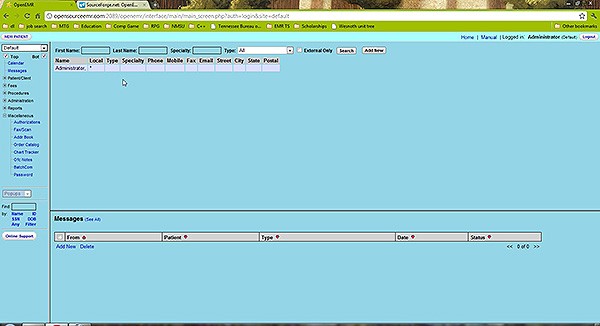 OpenEMR
SourceForge.net: OpenE
opensourceemr.com:2089/openemr/interface/main/main_screen.php?auth=login&site=default
dl
journal search
MTG
Education
Comp Game
RPG
NMSU
C++
Tennessee Bureau o...
EMR TS
Scholarships
Wesnoth unit tree
Other bookmarks
NEW PATIENT
Home | Manual | Logged in: Administrator (Default) Logout
Default
Top Bot
Calendar
Messages
Patient/Client
Fees
Procedures
Administration
Reports
Miscellaneous
Authorizations
Fax/Scan
Addr Book
Order Catalog
Chart Tracker
Ofc Notes
BatchCom
Password
Popups
Find:
by: Name ID
SSN DOB
Any Filter
Online Support
First Name: Last Name: Specialty: Type: All External Only Search Add New
Name Local Type Specialty Phone Mobile Fax Email Street City State Postal
Administrator, *
Messages (See All)
From Patient Type Date Status
Add New Delete << 0 of 0 >>